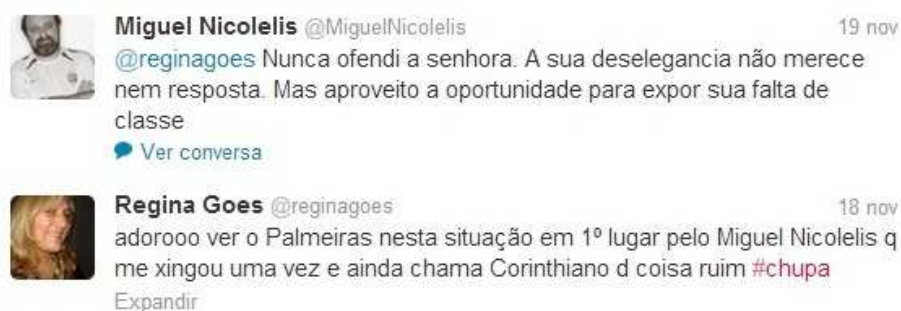 Miguel Nicolelis @MiguelNicolelis 19 nov
@reginagoes Nunca ofendi a senhora. A sua deselegancia não merece
nem resposta. Mas aproveito a oportunidade para expor sua falta de
classe
Ver conversa
Regina Goes @reginagoes 18 nov
adorooo ver o Palmeiras nesta situação em 1º lugar pelo Miguel Nicolelis q
me xingou uma vez e ainda chama Corinthiano d coisa ruim #chupa
Expandir